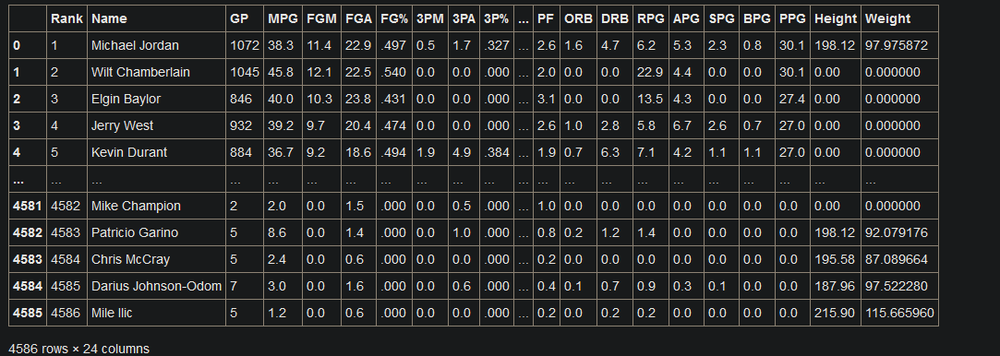 Rank Name GP MPG FGM FGA FG% 3PM 3PA 3P% ... PF ORB DRB RPG APG SPG BPG PPG Height Weight
0 1 Michael Jordan 1072 38.3 11.4 22.9 .497 0.5 1.7 .327 ... 2.6 1.6 4.7 6.2 5.3 2.3 0.8 30.1 198.12 97.975872
1 2 Wilt Chamberlain 1045 45.8 12.1 22.5 .540 0.0 0.0 .000 ... 2.0 0.0 0.0 22.9 4.4 0.0 0.0 30.1 0.00 0.000000
2 3 Elgin Baylor 846 40.0 10.3 23.8 .431 0.0 0.0 .000 ... 3.1 0.0 0.0 13.5 4.3 0.0 0.0 27.4 0.00 0.000000
3 4 Jerry West 932 39.2 9.7 20.4 .474 0.0 0.0 .000 ... 2.6 1.0 2.8 5.8 6.7 2.6 0.7 27.0 0.00 0.000000
4 5 Kevin Durant 884 36.7 9.2 18.6 .494 1.9 4.9 .384 ... 1.9 0.7 6.3 7.1 4.2 1.1 1.1 27.0 0.00 0.000000
... ... ... ... ... ... ... ... ... ... ... ... ... ... ... ... ... ... ... ... ... ...
4581 4582 Mike Champion 2 2.0 0.0 1.5 .000 0.0 0.5 .000 ... 1.0 0.0 0.0 0.0 0.0 0.0 0.0 0.0 0.00 0.000000
4582 4583 Patricio Garino 5 8.6 0.0 1.4 .000 0.0 1.0 .000 ... 0.8 0.2 1.2 1.4 0.0 0.0 0.0 0.0 198.12 92.079176
4583 4584 Chris McCray 5 2.4 0.0 0.6 .000 0.0 0.0 .000 ... 0.2 0.0 0.0 0.0 0.0 0.0 0.0 0.0 195.58 87.089664
4584 4585 Darius Johnson-Odom 7 3.0 0.0 1.6 .000 0.0 0.6 .000 ... 0.4 0.1 0.7 0.9 0.3 0.1 0.0 0.0 187.96 97.522280
4585 4586 Mile Ilic 5 1.2 0.0 0.6 .000 0.0 0.0 .000 ... 0.2 0.0 0.2 0.2 0.0 0.0 0.0 0.0 215.90 115.665960
4586 rows × 24 columns